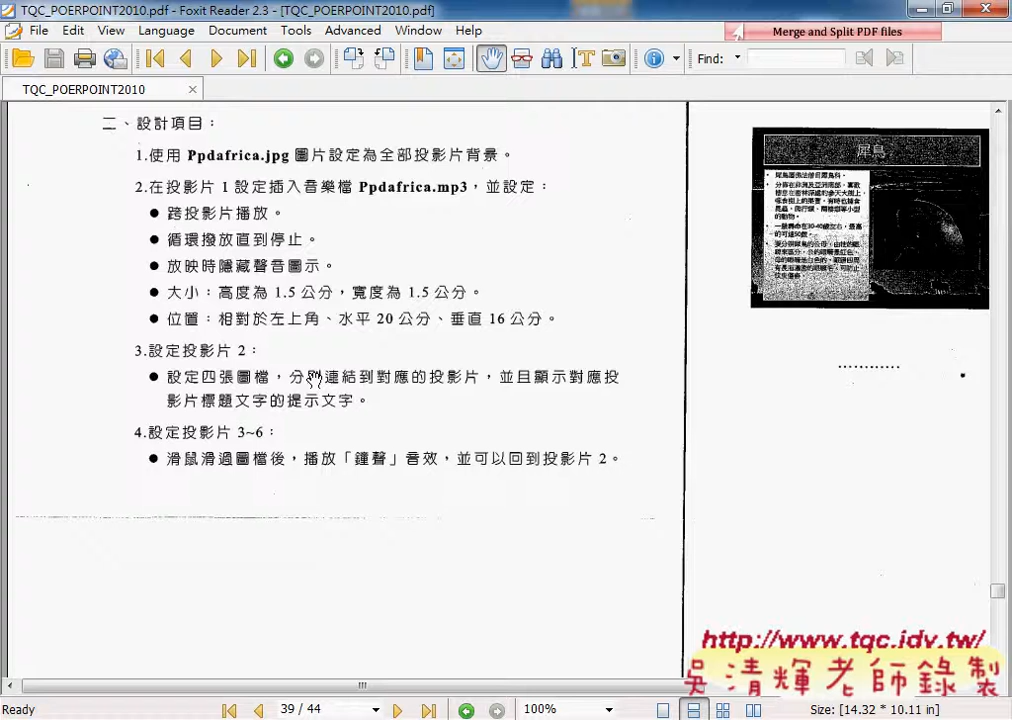 TQC_POERPOINT2010.pdf - Foxit Reader 2.3 - [TQC_POERPOINT2010.pdf]
File Edit View Language Document Tools Advanced Window Help
Merge and Split PDF files
Find:
TQC_POERPOINT2010
二、設計項目：
1.使用 Ppdafrica.jpg 圖片設定為全部投影片背景。
2.在投影片 1 設定插入音樂檔 Ppdafrica.mp3，並設定：
● 跨投影片播放。
● 循環撥放直到停止。
● 放映時隱藏聲音圖示。
● 大小：高度為 1.5 公分，寬度為 1.5 公分。
● 位置：相對於左上角、水平 20 公分、垂直 16 公分。
3.設定投影片 2：
● 設定四張圖檔，分別連結到對應的投影片，並且顯示對應投
影片標題文字的提示文字。
4.設定投影片 3~6：
● 滑鼠滑過圖檔後，播放「鐘聲」音效，並可以回到投影片 2。
犀鳥
............
http://www.tqc.idv.tw/
吳清輝老師錄製
Ready
39 / 44
100%
Size: [14.32 * 10.11 in]